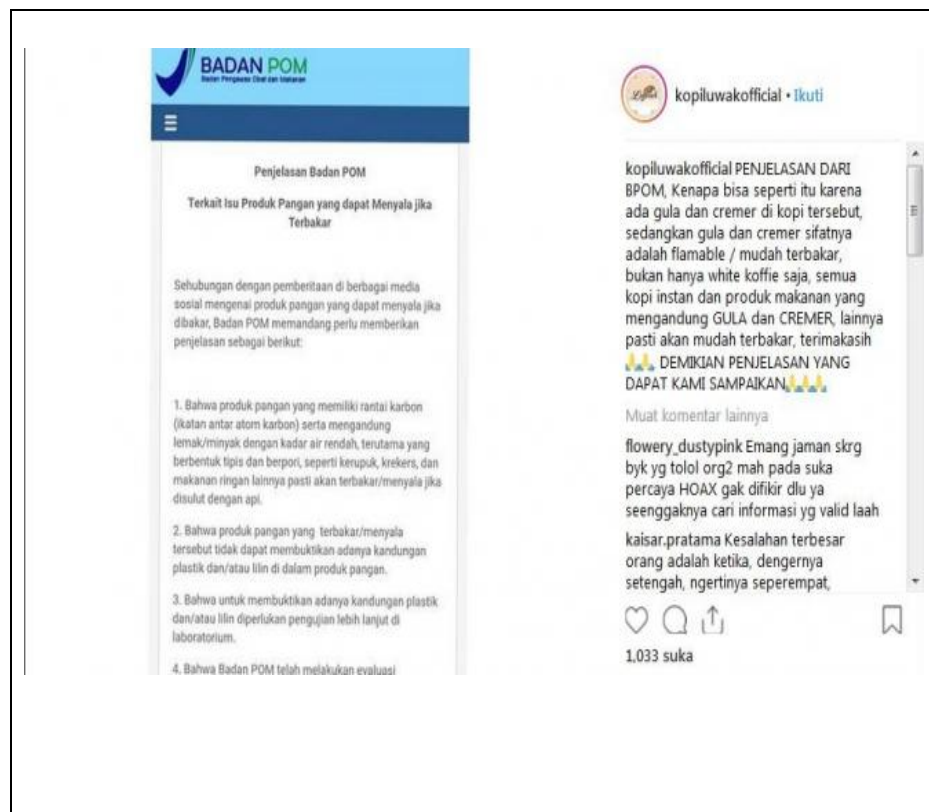 BADAN POM
Badan Pengawas Obat dan Makanan
Penjelasan Badan POM
Terkait Isu Produk Pangan yang dapat Menyala jika
Terbakar
Sehubungan dengan pemberitaan di berbagai media
sosial mengenai produk pangan yang dapat menyala jika
dibakar, Badan POM memandang perlu memberikan
penjelasan sebagai berikut:
1. Bahwa produk pangan yang memiliki rantai karbon
(ikatan antar atom karbon) serta mengandung
lemak/minyak dengan kadar air rendah, terutama yang
berbentuk tipis dan berpori, seperti kerupuk, krekers, dan
makanan ringan lainnya pasti akan terbakar/menyala jika
disulut dengan api.
2. Bahwa produk pangan yang terbakar/menyala
tersebut tidak dapat membuktikan adanya kandungan
plastik dan/atau lilin di dalam produk pangan.
3. Bahwa untuk membuktikan adanya kandungan plastik
dan/atau lilin diperlukan pengujian lebih lanjut di
laboratorium.
4. Bahwa Badan POM telah melakukan evaluasi
kopiluwakofficial • Ikuti
kopiluwakofficial PENJELASAN DARI
BPOM, Kenapa bisa seperti itu karena
ada gula dan cremer di kopi tersebut,
sedangkan gula dan cremer sifatnya
adalah flamable / mudah terbakar,
bukan hanya white koffie saja, semua
kopi instan dan produk makanan yang
mengandung GULA dan CREMER, lainnya
pasti akan mudah terbakar, terimakasih
🙏🙏 DEMIKIAN PENJELASAN YANG
DAPAT KAMI SAMPAIKAN🙏🙏🙏
Muat komentar lainnya
flowery_dustypink Emang jaman skrg
byk yg tolol org2 mah pada suka
percaya HOAX gak difikir dlu ya
seenggaknya cari informasi yg valid laah
kaisar.pratama Kesalahan terbesar
orang adalah ketika, dengernya
setengah, ngertinya seperempat,
1,033 suka